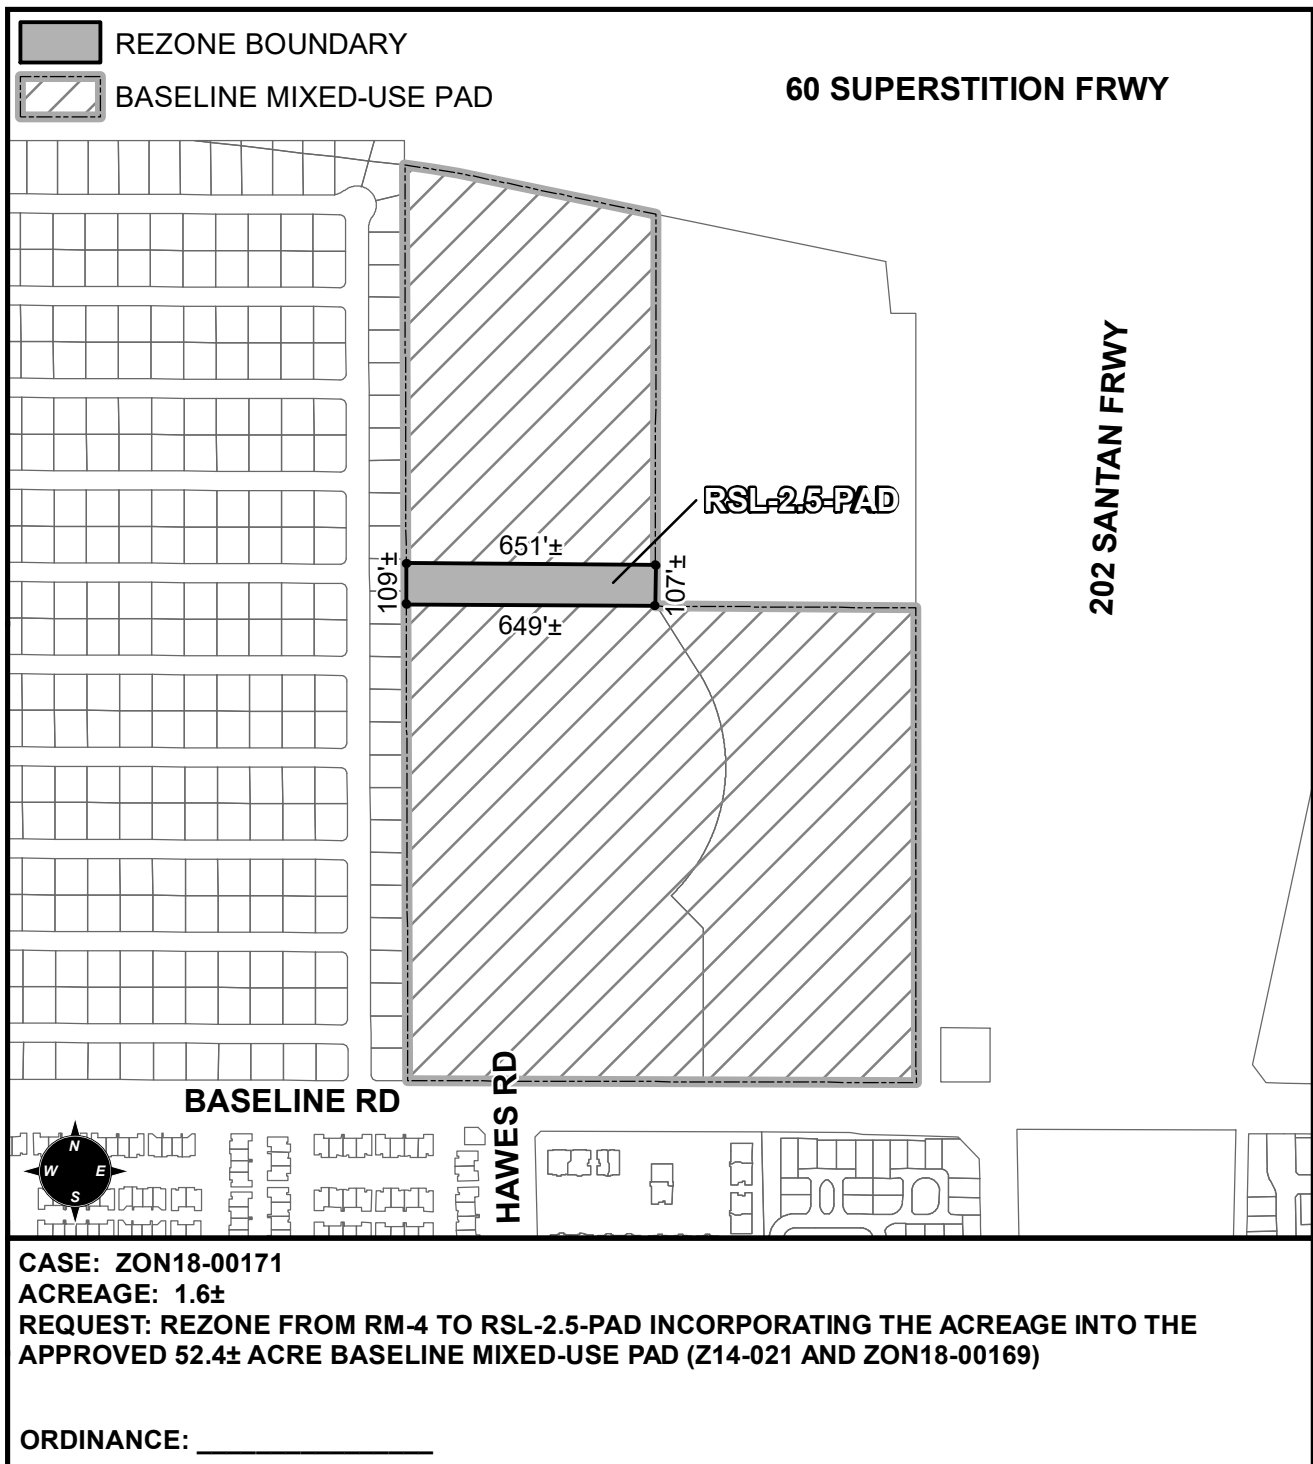 REZONE BOUNDARY
BASELINE MIXED-USE PAD
60 SUPERSTITION FRWY
202 SANTAN FRWY
RSL-2.5-PAD
651'±
109'±
107'±
649'±
BASELINE RD
HAWES RD
N
W E
S
CASE: ZON18-00171
ACREAGE: 1.6±
REQUEST: REZONE FROM RM-4 TO RSL-2.5-PAD INCORPORATING THE ACREAGE INTO THE
APPROVED 52.4± ACRE BASELINE MIXED-USE PAD (Z14-021 AND ZON18-00169)
ORDINANCE: ________________